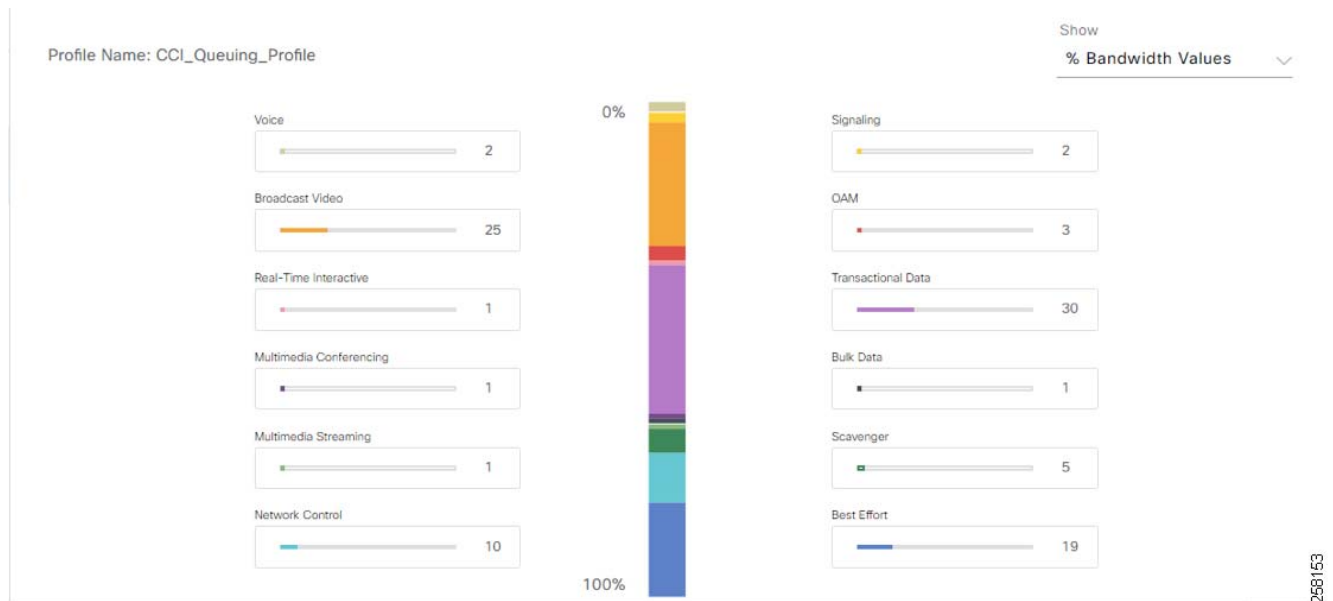 Show
Profile Name: CCI_Queuing_Profile
% Bandwidth Values
0%
Voice
2
Signaling
2
Broadcast Video
25
OAM
3
Real-Time Interactive
1
Transactional Data
30
Multimedia Conferencing
1
Bulk Data
1
Multimedia Streaming
1
Scavenger
5
Network Control
10
Best Effort
19
100%
258153